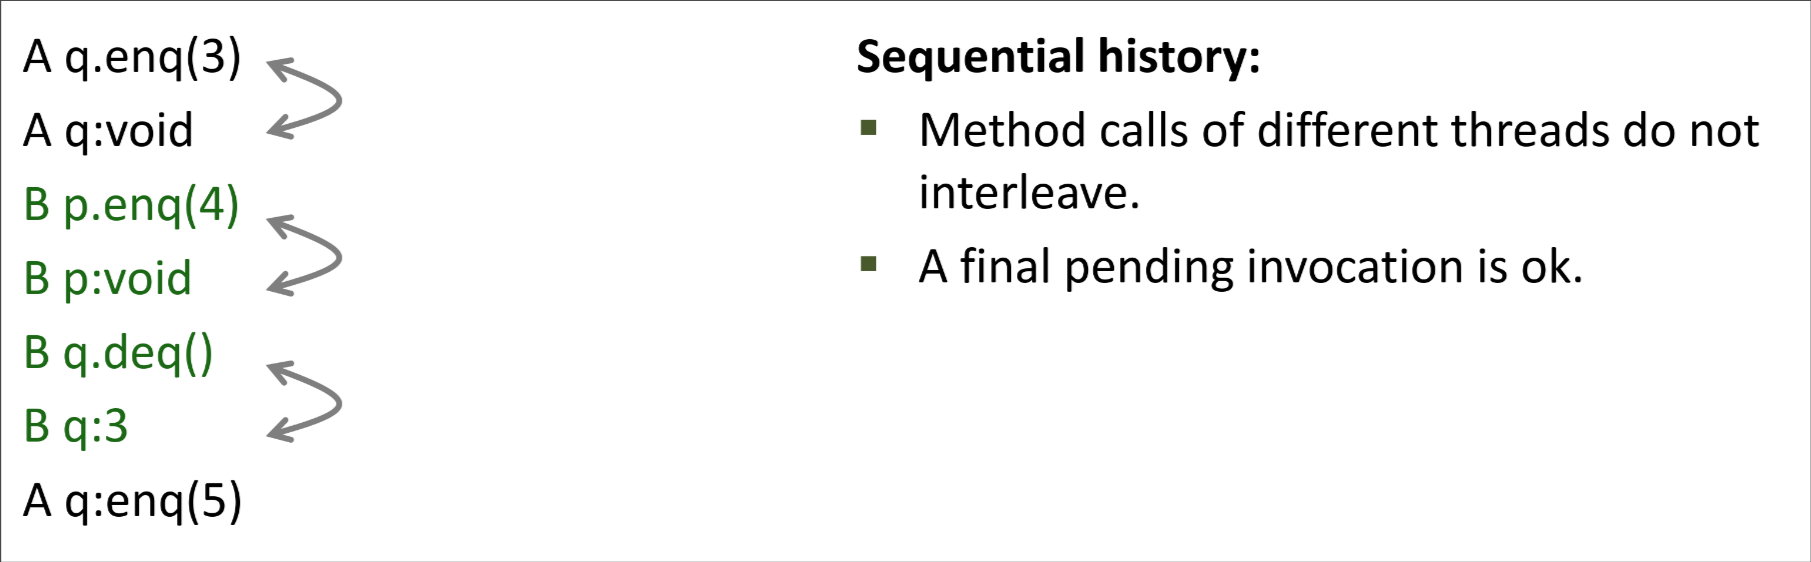 A q.enq(3)
A q:void
B p.enq(4)
B p:void
B q.deq()
B q:3
A q:enq(5)
Sequential history:
▪ Method calls of different threads do not
interleave.
▪ A final pending invocation is ok.